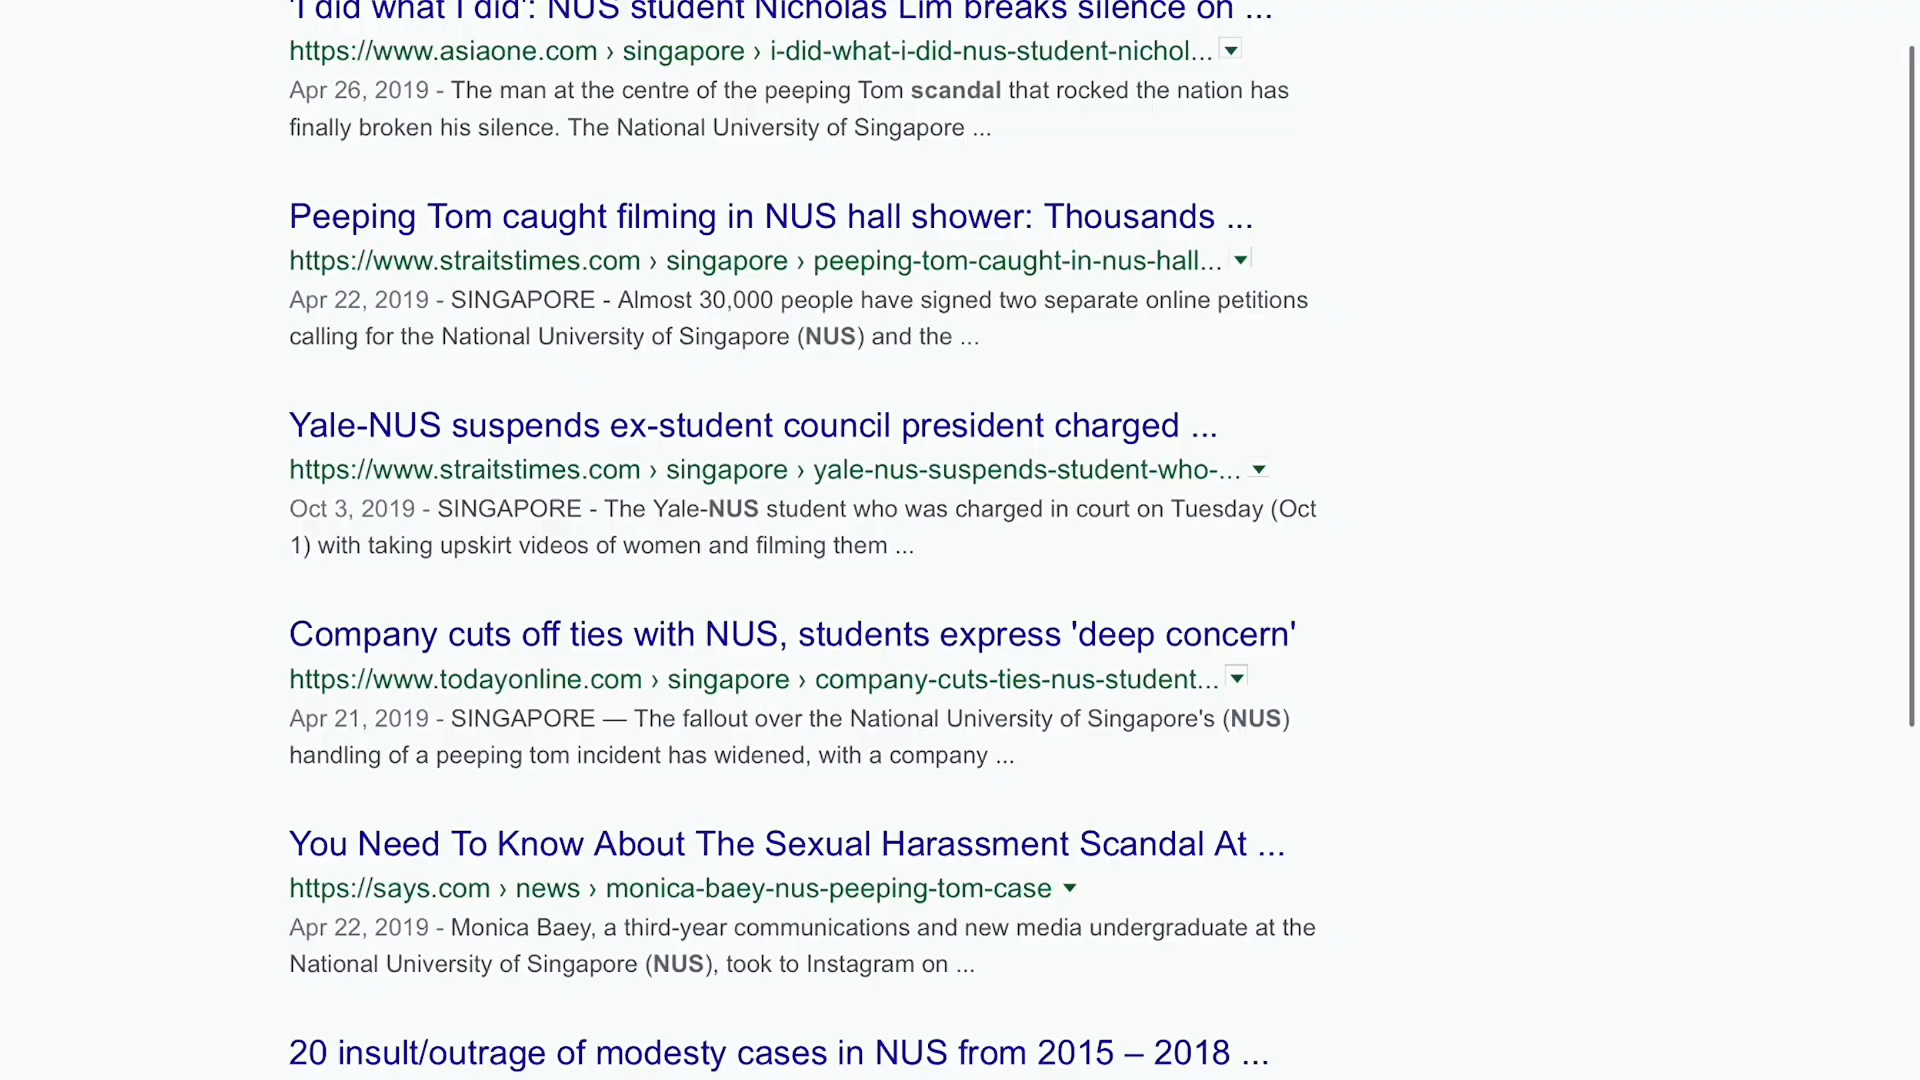 'I did what I did': NUS student Nicholas Lim breaks silence on ...
https://www.asiaone.com › singapore › i-did-what-i-did-nus-student-nichol...
Apr 26, 2019 - The man at the centre of the peeping Tom scandal that rocked the nation has
finally broken his silence. The National University of Singapore ...
Peeping Tom caught filming in NUS hall shower: Thousands ...
https://www.straitstimes.com › singapore › peeping-tom-caught-in-nus-hall...
Apr 22, 2019 - SINGAPORE - Almost 30,000 people have signed two separate online petitions
calling for the National University of Singapore (NUS) and the ...
Yale-NUS suspends ex-student council president charged ...
https://www.straitstimes.com › singapore › yale-nus-suspends-student-who-...
Oct 3, 2019 - SINGAPORE - The Yale-NUS student who was charged in court on Tuesday (Oct
1) with taking upskirt videos of women and filming them ...
Company cuts off ties with NUS, students express 'deep concern'
https://www.todayonline.com › singapore › company-cuts-ties-nus-student...
Apr 21, 2019 - SINGAPORE — The fallout over the National University of Singapore's (NUS)
handling of a peeping tom incident has widened, with a company ...
You Need To Know About The Sexual Harassment Scandal At ...
https://says.com › news › monica-baey-nus-peeping-tom-case
Apr 22, 2019 - Monica Baey, a third-year communications and new media undergraduate at the
National University of Singapore (NUS), took to Instagram on ...
20 insult/outrage of modesty cases in NUS from 2015 – 2018 ...